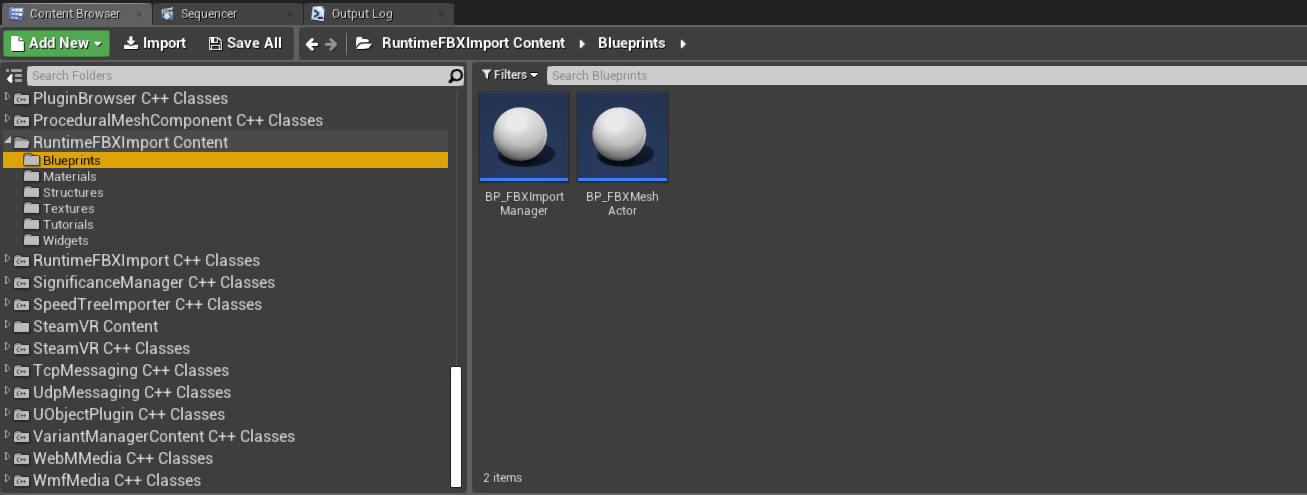 Content Browser
Sequencer
Output Log
Add New
Import
Save All
RuntimeFBXImport Content
Blueprints
Search Folders
Filters
Search Blueprints
PluginBrowser C++ Classes
ProceduralMeshComponent C++ Classes
RuntimeFBXImport Content
Blueprints
Materials
Structures
Textures
Tutorials
Widgets
RuntimeFBXImport C++ Classes
SignificanceManager C++ Classes
SpeedTreeImporter C++ Classes
SteamVR Content
SteamVR C++ Classes
TcpMessaging C++ Classes
UdpMessaging C++ Classes
UObjectPlugin C++ Classes
VariantManagerContent C++ Classes
WebMMedia C++ Classes
WmfMedia C++ Classes
BP_FBXImport
Manager
BP_FBXMesh
Actor
2 items